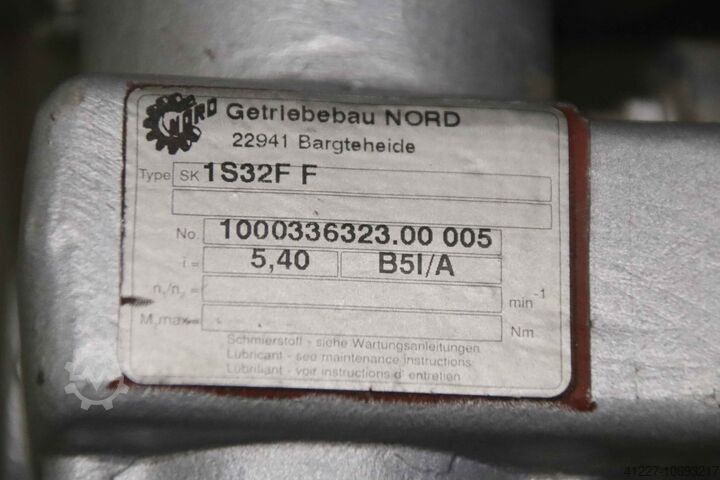 NORD
Getriebebau NORD
22941 Bargteheide
Type SK 1S32F F
No. 1000336323.00 005
i = 5,40 B5I/A
n₁/n₂ = min⁻¹
M₂max= Nm
Schmierstoff - siehe Wartungsanleitungen
Lubricant - see maintenance instructions
Lubrifiant - voir instructions d' entretien
41227-10893217